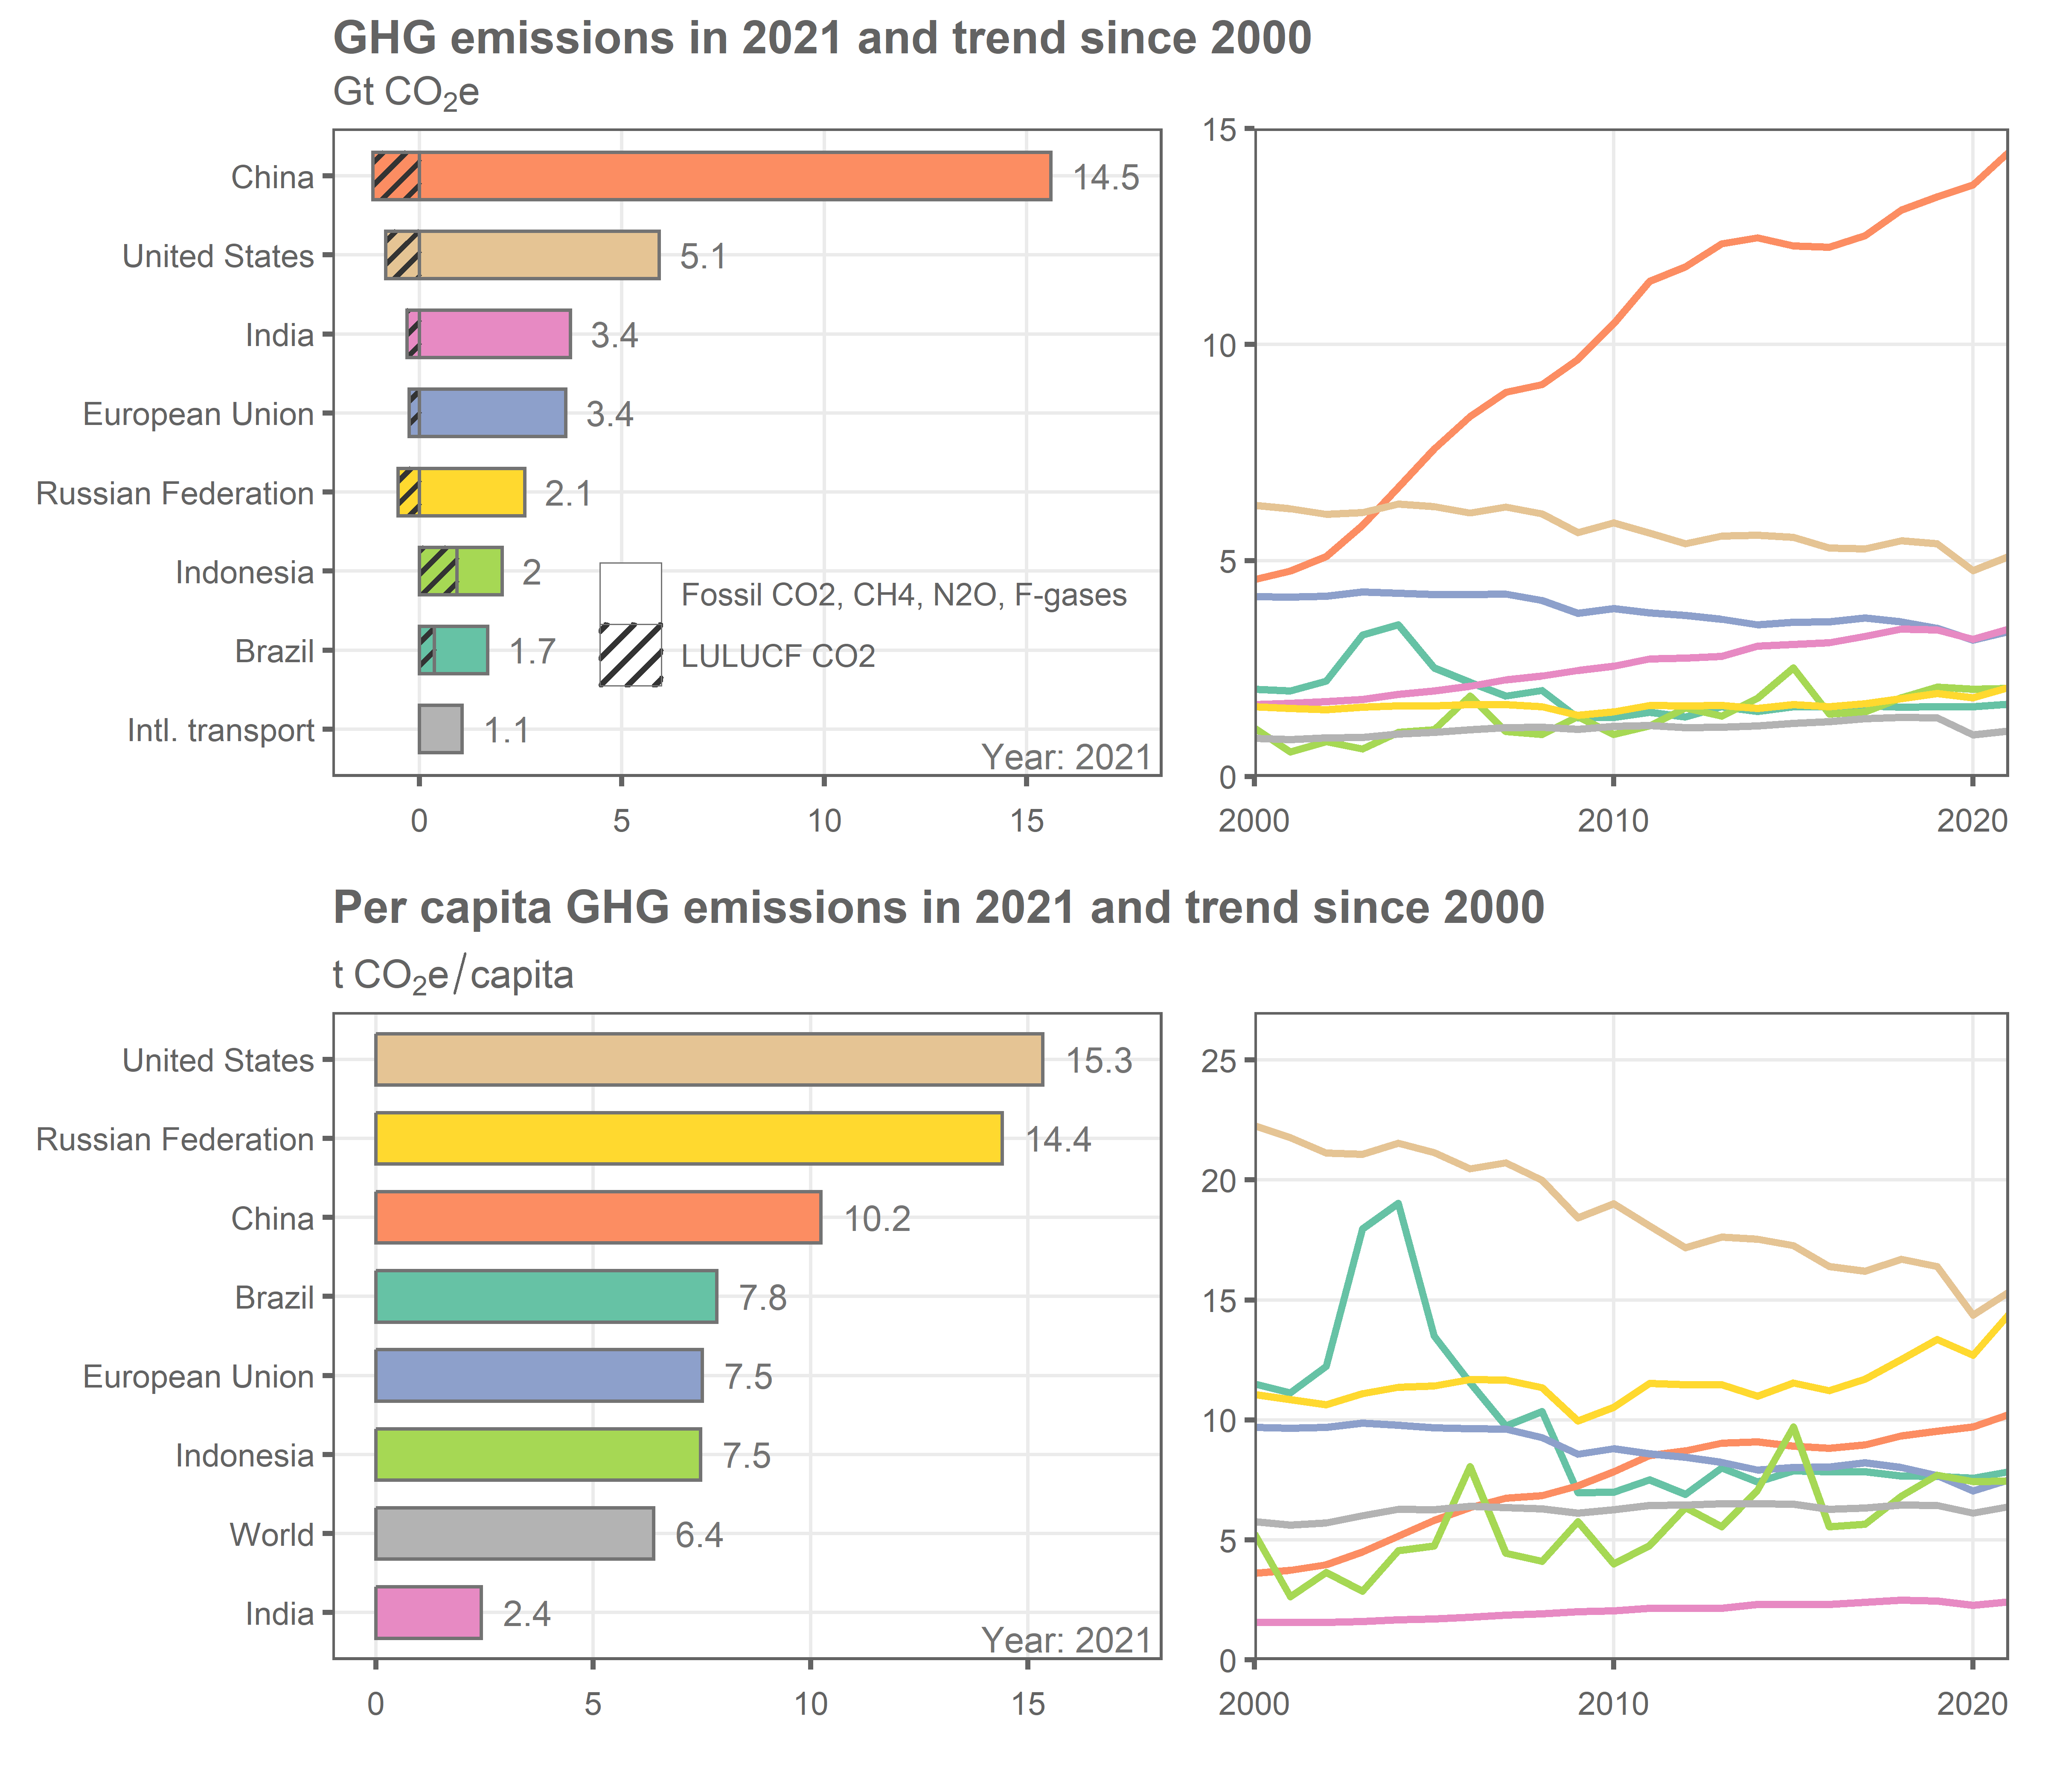 GHG emissions in 2021 and trend since 2000
Gt CO₂e
China
United States
India
European Union
Russian Federation
Indonesia
Brazil
Intl. transport
14.5
5.1
3.4
3.4
2.1
2
1.7
1.1
Fossil CO2, CH4, N2O, F-gases
LULUCF CO2
Year: 2021
0 5 10 15
15
10
5
0
2000 2010 2020
Per capita GHG emissions in 2021 and trend since 2000
t CO₂e/capita
United States
Russian Federation
China
Brazil
European Union
Indonesia
World
India
15.3
14.4
10.2
7.8
7.5
7.5
6.4
2.4
Year: 2021
0 5 10 15
25
20
15
10
5
0
2000 2010 2020